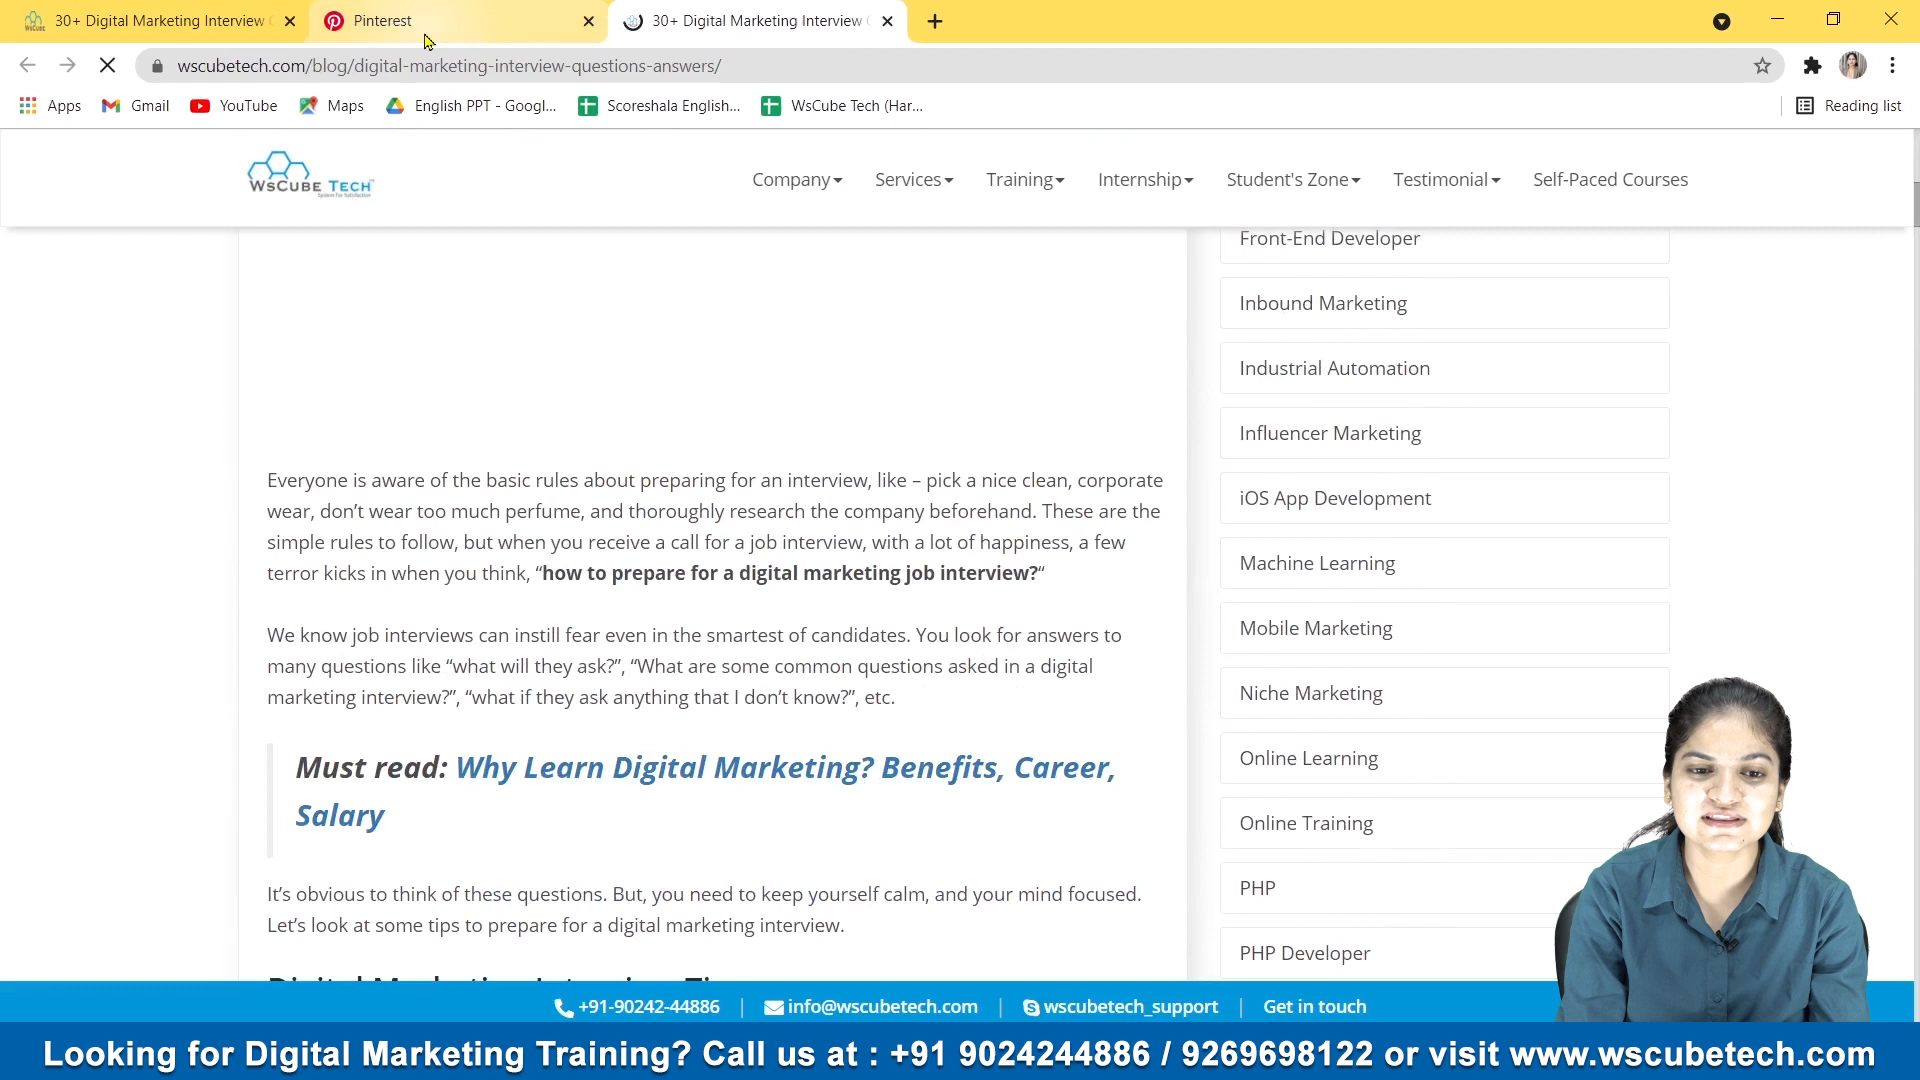 30+ Digital Marketing Interview
Pinterest
30+ Digital Marketing Interview
wscubetech.com/blog/digital-marketing-interview-questions-answers/
Apps
Gmail
YouTube
Maps
English PPT - Googl...
Scoreshala English...
WsCube Tech (Har...
Reading list
WsCube Tech
Company
Services
Training
Internship
Student's Zone
Testimonial
Self-Paced Courses
Everyone is aware of the basic rules about preparing for an interview, like – pick a nice clean, corporate
wear, don’t wear too much perfume, and thoroughly research the company beforehand. These are the
simple rules to follow, but when you receive a call for a job interview, with a lot of happiness, a few
terror kicks in when you think, “how to prepare for a digital marketing job interview?“
We know job interviews can instill fear even in the smartest of candidates. You look for answers to
many questions like “what will they ask?”, “What are some common questions asked in a digital
marketing interview?”, “what if they ask anything that I don’t know?”, etc.
Must read: Why Learn Digital Marketing? Benefits, Career,
Salary
It’s obvious to think of these questions. But, you need to keep yourself calm, and your mind focused.
Let’s look at some tips to prepare for a digital marketing interview.
Front-End Developer
Inbound Marketing
Industrial Automation
Influencer Marketing
iOS App Development
Machine Learning
Mobile Marketing
Niche Marketing
Online Learning
Online Training
PHP
PHP Developer
+91-90242-44886
info@wscubetech.com
wscubetech_support
Get in touch
Looking for Digital Marketing Training? Call us at : +91 9024244886 / 9269698122 or visit www.wscubetech.com